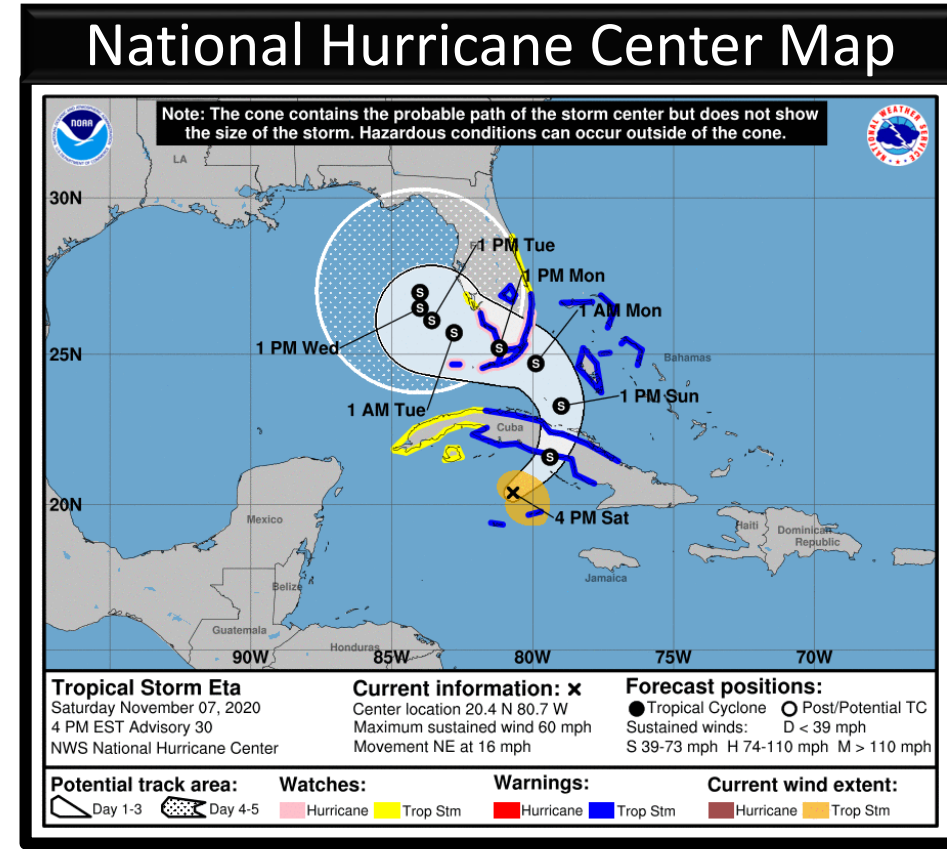 National Hurricane Center Map
Note: The cone contains the probable path of the storm center but does not show
the size of the storm. Hazardous conditions can occur outside of the cone.
NOAA
NATIONAL WEATHER SERVICE
LA
30N
1 PM Tue
1 PM Mon
1 AM Mon
1 PM Wed
25N
Bahamas
1 PM Sun
1 AM Tue
Cuba
S
S
S
S
S
S
S
S
20N
4 PM Sat
Mexico
Haiti
Dominican
Republic
Jamaica
Belize
Guatemala
Honduras
90W
85W
80W
75W
70W
Tropical Storm Eta
Saturday November 07, 2020
4 PM EST Advisory 30
NWS National Hurricane Center
Current information: ×
Center location 20.4 N 80.7 W
Maximum sustained wind 60 mph
Movement NE at 16 mph
Forecast positions:
Tropical Cyclone Post/Potential TC
Sustained winds: D < 39 mph
S 39-73 mph H 74-110 mph M > 110 mph
Potential track area:
Day 1-3 Day 4-5
Watches:
Hurricane Trop Stm
Warnings:
Hurricane Trop Stm
Current wind extent:
Hurricane Trop Stm